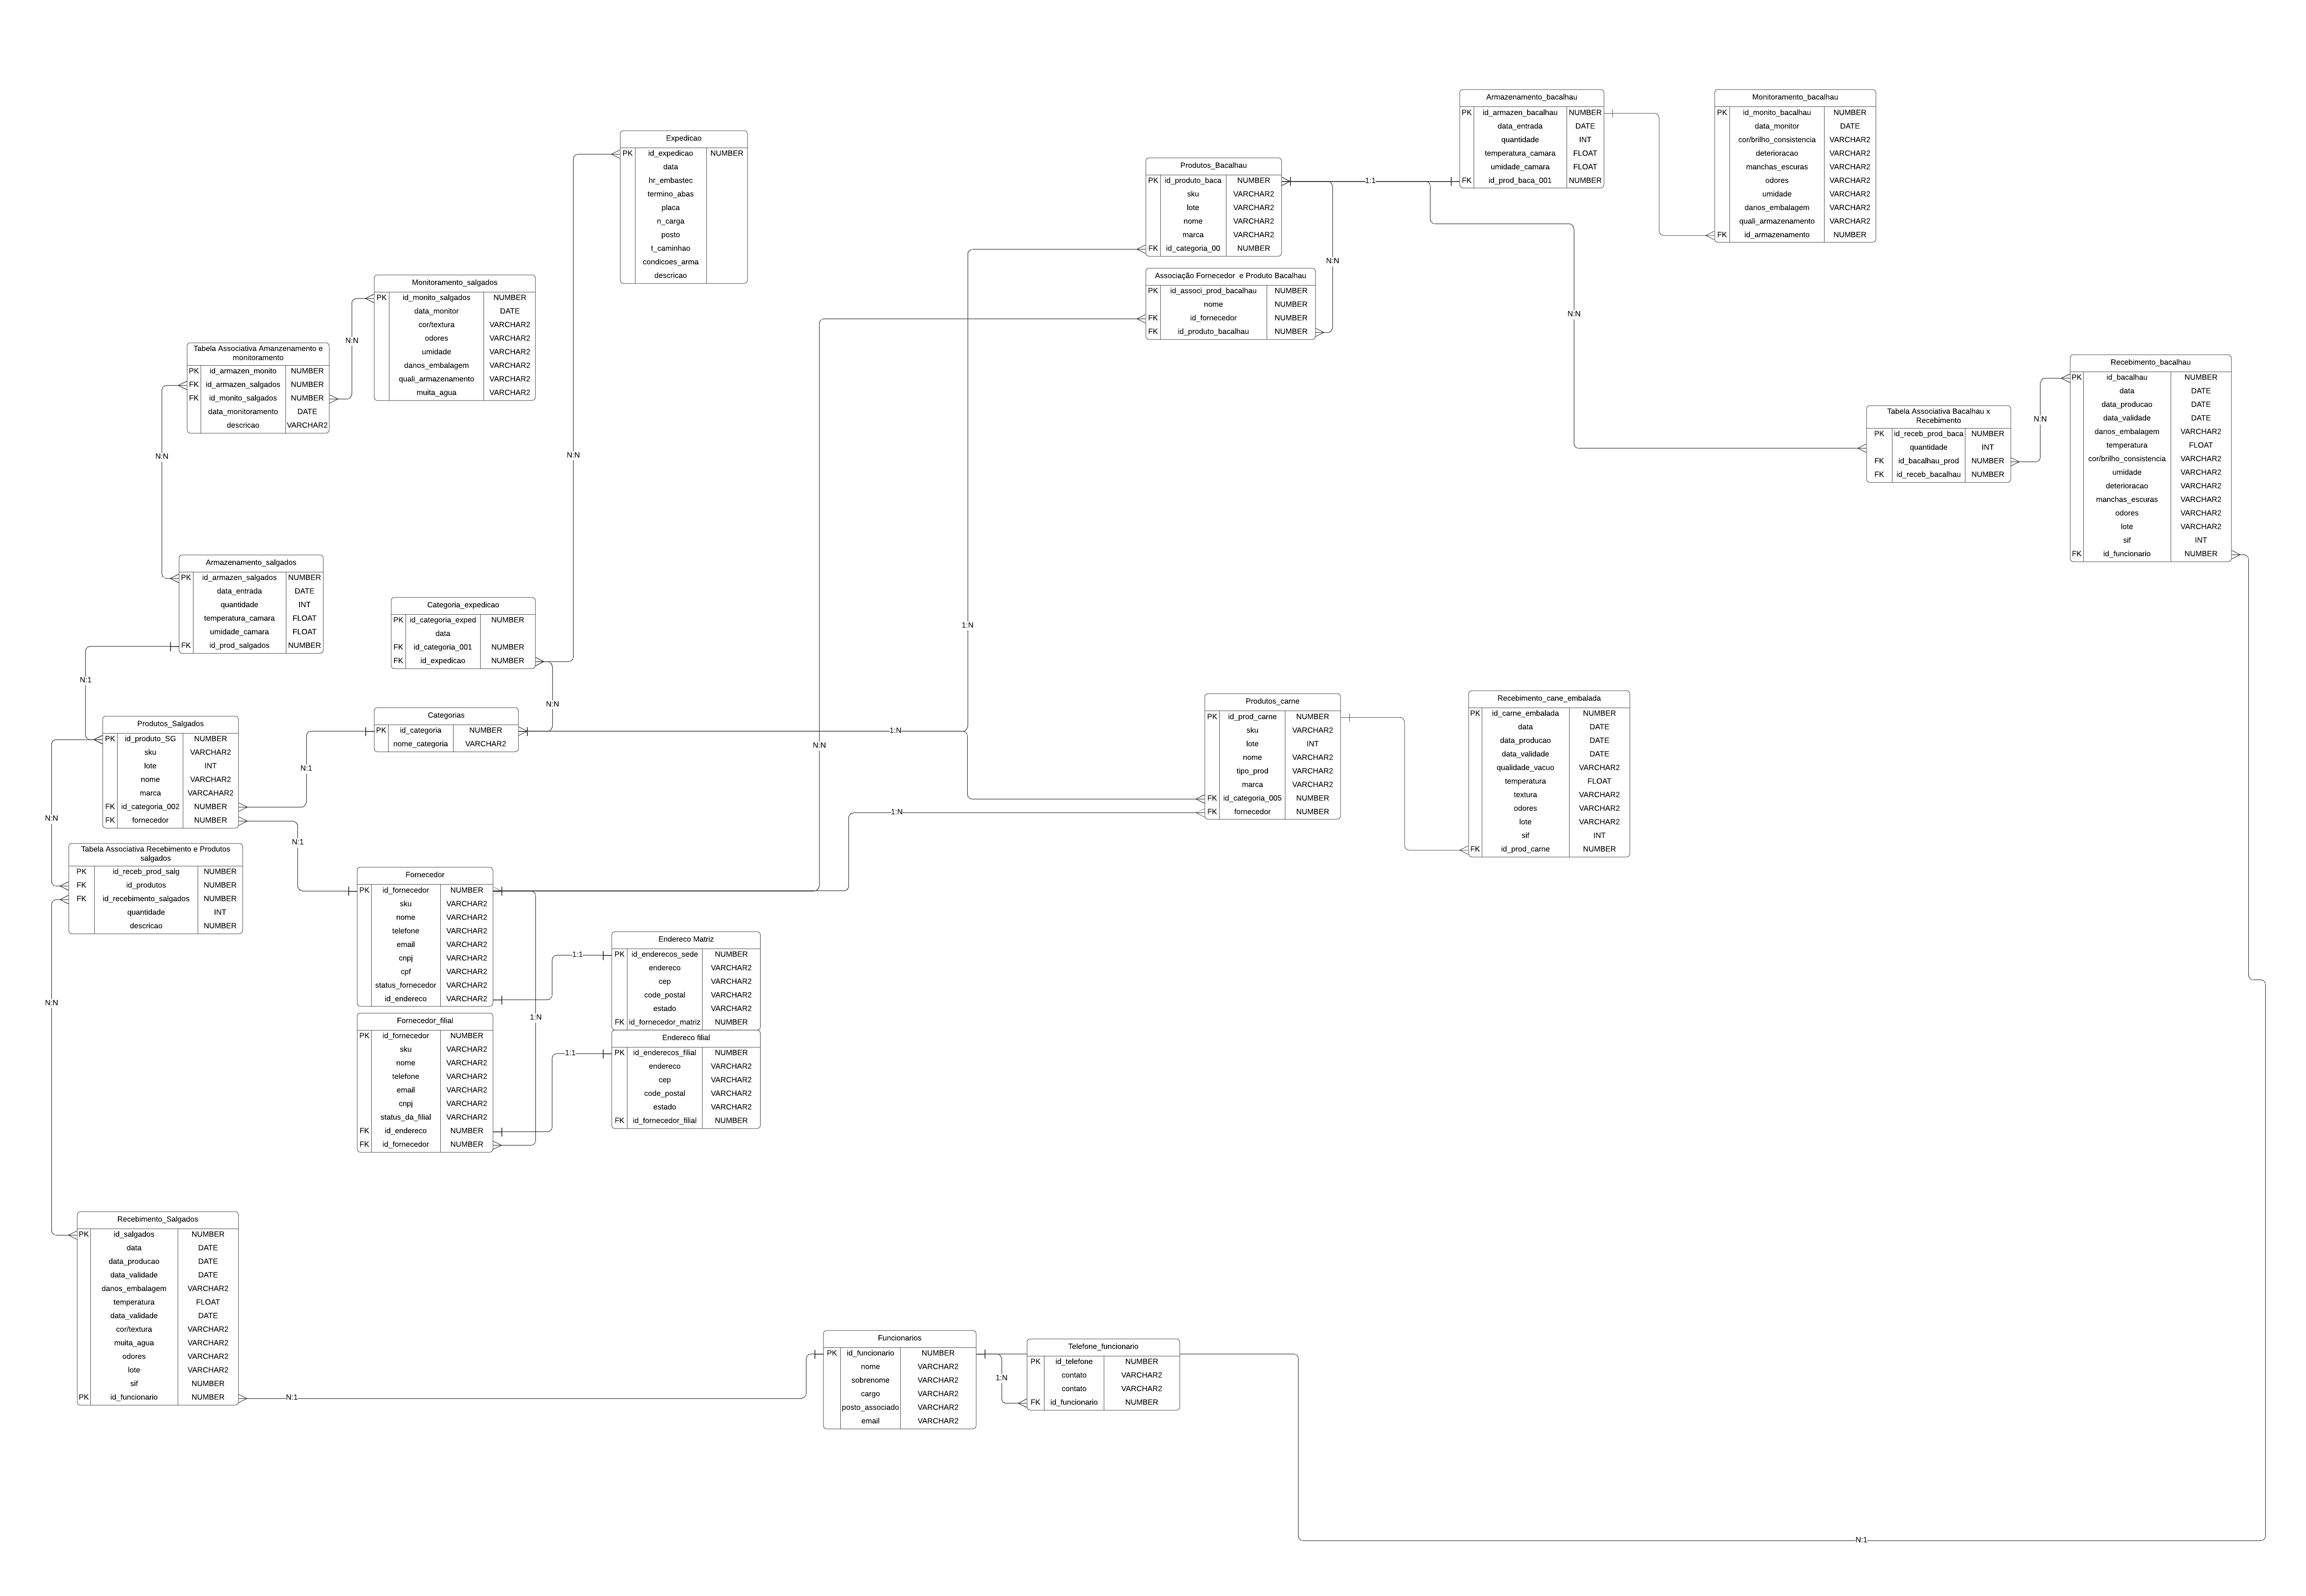 Expedicao
PK id_expedicao NUMBER
data
hr_embastec
termino_abas
placa
n_carga
posto
t_caminhao
condicoes_arma
descricao
Monitoramento_salgados
PK id_monito_salgados NUMBER
data_monitor DATE
cor/textura VARCHAR2
odores VARCHAR2
umidade VARCHAR2
danos_embalagem VARCHAR2
quali_armazenamento VARCHAR2
muita_agua VARCHAR2
N:N
Tabela Associativa Amanzenamento e
monitoramento
PK id_armazen_monito NUMBER
FK id_armazen_salgados NUMBER
FK id_monito_salgados NUMBER
data_monitoramento DATE
descricao VARCHAR2
N:N
N:N
Armazenamento_salgados
PK id_armazen_salgados NUMBER
data_entrada DATE
quantidade INT
temperatura_camara FLOAT
umidade_camara FLOAT
FK id_prod_salgados NUMBER
N:1
Categoria_expedicao
PK id_categoria_exped NUMBER
data
FK id_categoria_001 NUMBER
FK id_expedicao NUMBER
N:N
Categorias
PK id_categoria NUMBER
nome_categoria VARCHAR2
N:1
Produtos_Salgados
PK id_produto_SG NUMBER
sku VARCHAR2
lote INT
nome VARCHAR2
marca VARCAHAR2
FK id_categoria_002 NUMBER
FK fornecedor NUMBER
N:N
N:1
Tabela Associativa Recebimento e Produtos
salgados
PK id_receb_prod_salg NUMBER
FK id_produtos NUMBER
FK id_recebimento_salgados NUMBER
quantidade INT
descricao NUMBER
N:N
Fornecedor
PK id_fornecedor NUMBER
sku VARCHAR2
nome VARCHAR2
telefone VARCHAR2
email VARCHAR2
cnpj VARCHAR2
cpf VARCHAR2
status_fornecedor VARCHAR2
id_endereco VARCHAR2
1:N
Fornecedor_filial
PK id_fornecedor NUMBER
sku VARCHAR2
nome VARCHAR2
telefone VARCHAR2
email VARCHAR2
cnpj VARCHAR2
status_da_filial VARCHAR2
FK id_endereco NUMBER
FK id_fornecedor NUMBER
1:1
Endereco Matriz
PK id_enderecos_sede NUMBER
endereco VARCHAR2
cep VARCHAR2
code_postal VARCHAR2
estado VARCHAR2
FK id_fornecedor_matriz NUMBER
1:1
Endereco filial
PK id_enderecos_filial NUMBER
endereco VARCHAR2
cep VARCHAR2
code_postal VARCHAR2
estado VARCHAR2
FK id_fornecedor_filial NUMBER
Recebimento_Salgados
PK id_salgados NUMBER
data DATE
data_producao DATE
data_validade DATE
danos_embalagem VARCHAR2
temperatura FLOAT
data_validade DATE
cor/textura VARCHAR2
muita_agua VARCHAR2
odores VARCHAR2
lote VARCHAR2
sif NUMBER
PK id_funcionario NUMBER
N:1
Funcionarios
PK id_funcionario NUMBER
nome VARCHAR2
sobrenome VARCHAR2
cargo VARCHAR2
posto_associado VARCHAR2
email VARCHAR2
1:N
Telefone_funcionario
PK id_telefone NUMBER
contato VARCHAR2
contato VARCHAR2
FK id_funcionario NUMBER
N:1
Produtos_Bacalhau
PK id_produto_baca NUMBER
sku VARCHAR2
lote VARCHAR2
nome VARCHAR2
marca VARCHAR2
FK id_categoria_00 NUMBER
1:1
N:N
Associação Fornecedor e Produto Bacalhau
PK id_associ_prod_bacalhau NUMBER
nome NUMBER
FK id_fornecedor NUMBER
FK id_produto_bacalhau NUMBER
1:N
1:N
N:N
1:N
Armazenamento_bacalhau
PK id_armazen_bacalhau NUMBER
data_entrada DATE
quantidade INT
temperatura_camara FLOAT
umidade_camara FLOAT
FK id_prod_baca_001 NUMBER
Monitoramento_bacalhau
PK id_monito_bacalhau NUMBER
data_monitor DATE
cor/brilho_consistencia VARCHAR2
deterioracao VARCHAR2
manchas_escuras VARCHAR2
odores VARCHAR2
umidade VARCHAR2
danos_embalagem VARCHAR2
quali_armazenamento VARCHAR2
FK id_armazenamento NUMBER
N:N
Tabela Associativa Bacalhau x
Recebimento
PK id_receb_prod_baca NUMBER
quantidade INT
FK id_bacalhau_prod NUMBER
FK id_receb_bacalhau NUMBER
N:N
Recebimento_bacalhau
PK id_bacalhau NUMBER
data DATE
data_producao DATE
data_validade DATE
danos_embalagem VARCHAR2
temperatura FLOAT
cor/brilho_consistencia VARCHAR2
umidade VARCHAR2
deterioracao VARCHAR2
manchas_escuras VARCHAR2
odores VARCHAR2
lote VARCHAR2
sif INT
FK id_funcionario NUMBER
Produtos_carne
PK id_prod_carne NUMBER
sku VARCHAR2
lote INT
nome VARCHAR2
tipo_prod VARCHAR2
marca VARCHAR2
FK id_categoria_005 NUMBER
FK fornecedor NUMBER
Recebimento_cane_embalada
PK id_carne_embalada NUMBER
data DATE
data_producao DATE
data_validade DATE
qualidade_vacuo VARCHAR2
temperatura FLOAT
textura VARCHAR2
odores VARCHAR2
lote VARCHAR2
sif INT
FK id_prod_carne NUMBER